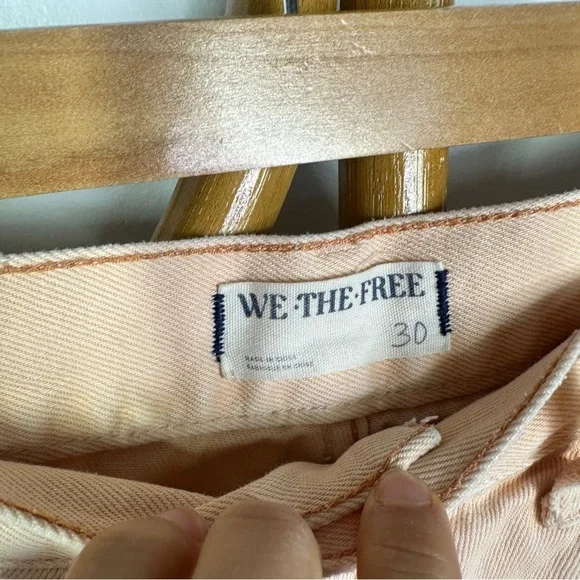 WE·THE·FREE
30
MADE IN CHINA
FABRIQUÉ EN CHINE